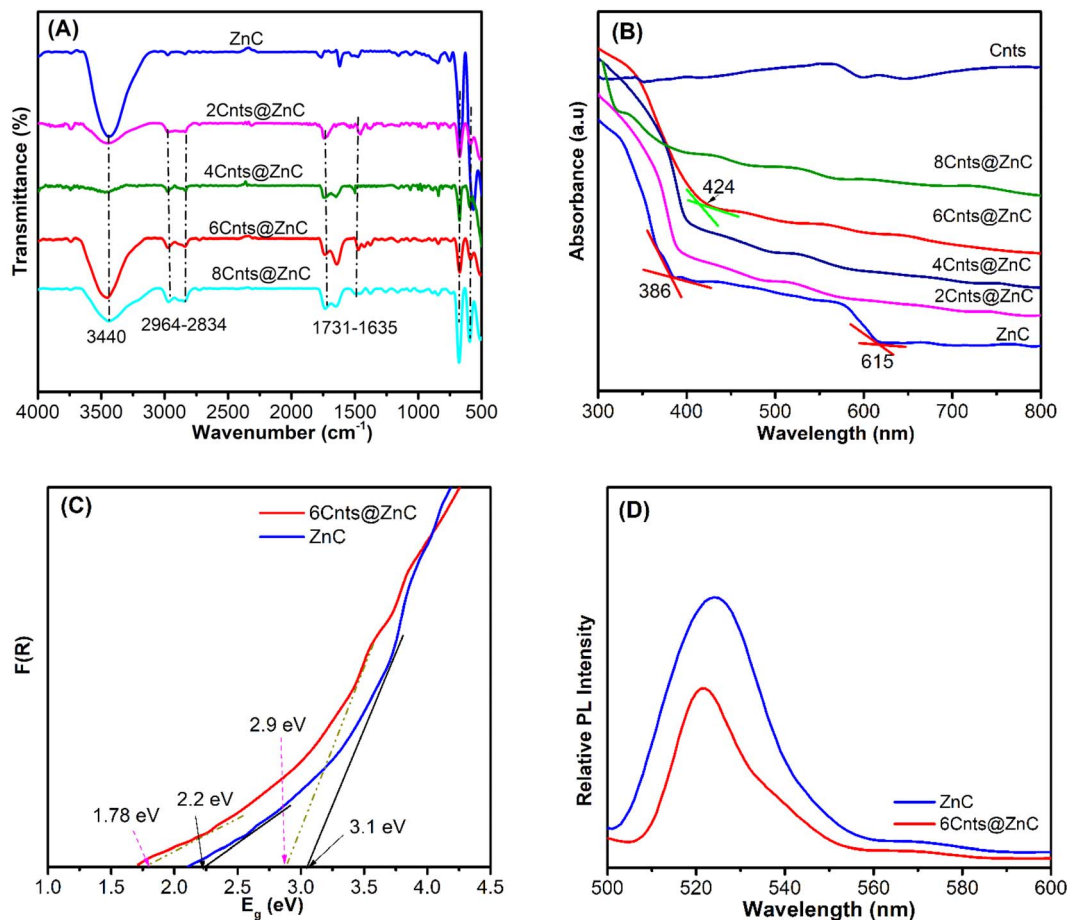 (A)
ZnC
2Cnts@ZnC
4Cnts@ZnC
6Cnts@ZnC
8Cnts@ZnC
3440
2964-2834
1731-1635
Transmittance (%)
4000 3500 3000 2500 2000 1500 1000 500
Wavenumber (cm⁻¹)
(B)
Cnts
8Cnts@ZnC
424
6Cnts@ZnC
4Cnts@ZnC
386
2Cnts@ZnC
ZnC
615
Absorbance (a.u)
300 400 500 600 700 800
Wavelength (nm)
(C)
6Cnts@ZnC
ZnC
2.9 eV
2.2 eV
1.78 eV
3.1 eV
F(R)
1.0 1.5 2.0 2.5 3.0 3.5 4.0 4.5
E_g (eV)
(D)
ZnC
6Cnts@ZnC
Relative PL Intensity
500 520 540 560 580 600
Wavelength (nm)